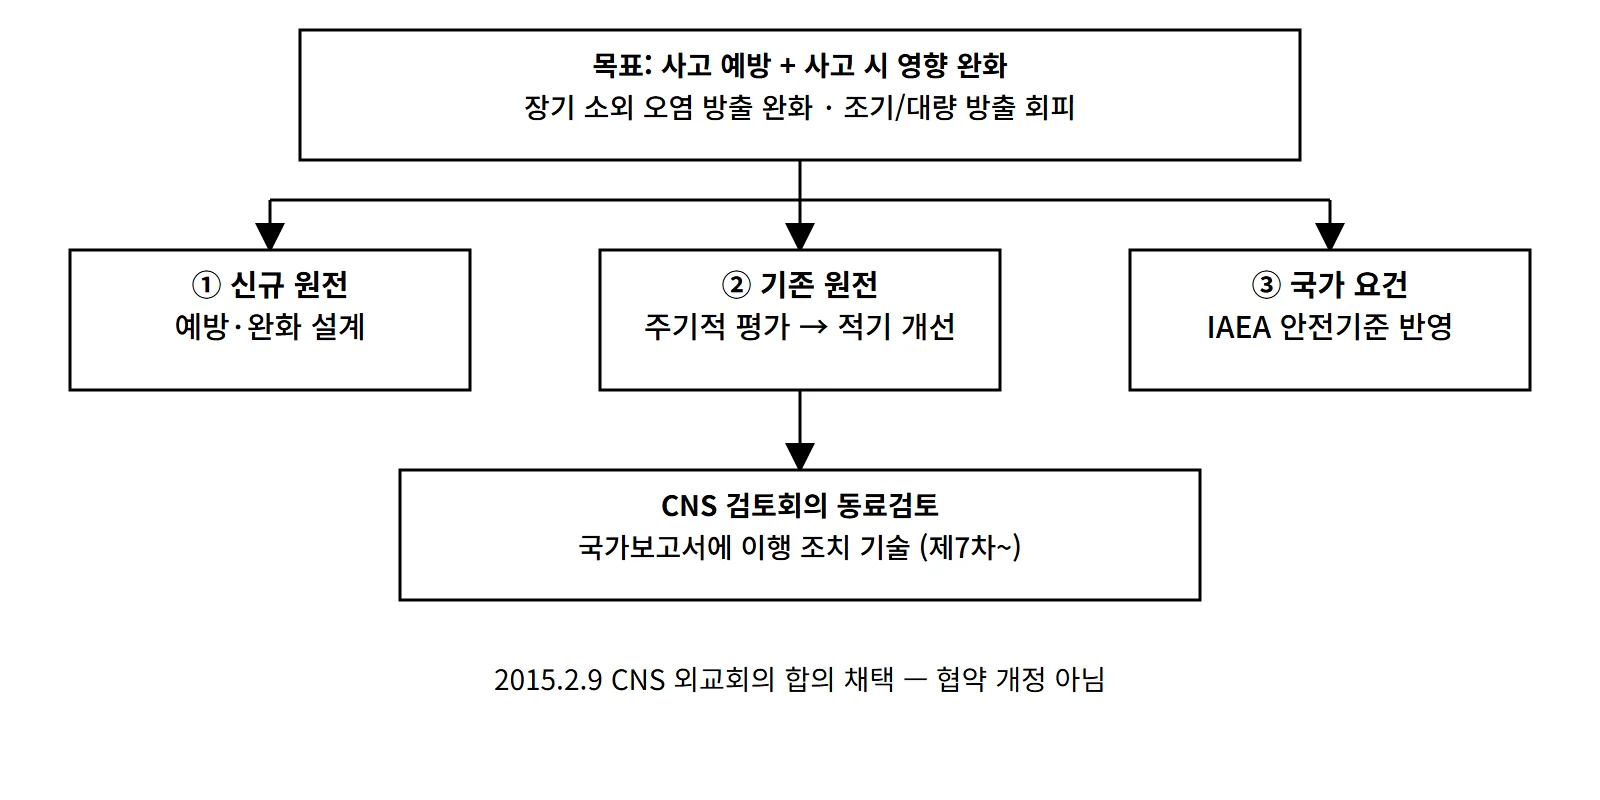 목표: 사고 예방 + 사고 시 영향 완화
장기 소외 오염 방출 완화 · 조기/대량 방출 회피
① 신규 원전
예방·완화 설계
② 기존 원전
주기적 평가 → 적기 개선
③ 국가 요건
IAEA 안전기준 반영
CNS 검토회의 동료검토
국가보고서에 이행 조치 기술 (제7차~)
2015.2.9 CNS 외교회의 합의 채택 — 협약 개정 아님